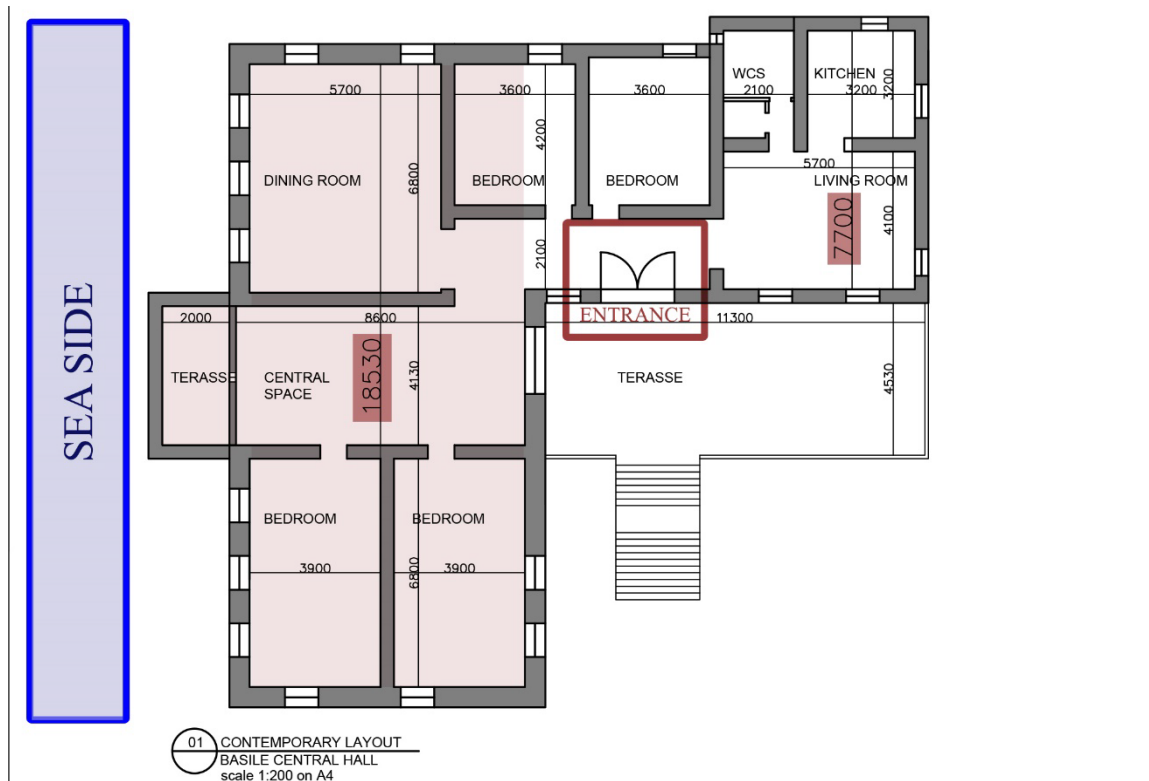 SEA SIDE
WCS
KITCHEN
5700
3600
3600
2100
3200
3200
4200
6800
5700
DINING ROOM
BEDROOM
BEDROOM
LIVING ROOM
7700
4100
2100
ENTRANCE
2000
8600
11300
TERASSE
CENTRAL
SPACE
18530
4130
TERASSE
4530
BEDROOM
BEDROOM
3900
3900
6800
01
CONTEMPORARY LAYOUT
BASILE CENTRAL HALL
scale 1:200 on A4